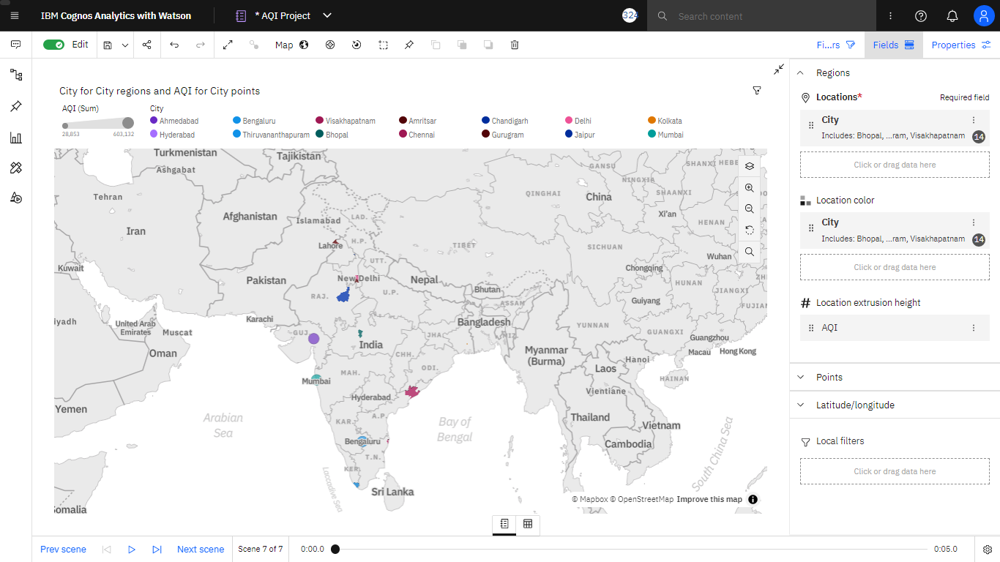 IBM Cognos Analytics with Watson
* AQI Project
324
Search content
Edit
Map
Fi...rs
Fields
Properties
City for City regions and AQI for City points
AQI (Sum)
28,853
603,132
City
Ahmedabad
Bengaluru
Visakhapatnam
Amritsar
Chandigarh
Delhi
Kolkata
Hyderabad
Thiruvananthapuram
Bhopal
Chennai
Gurugram
Jaipur
Mumbai
Turkmenistan
Ashgabat
Tajikistan
Tehran
Afghanistan
Islamabad
LAD.
Iran
Lahore
H.P.
UTT.
Kuwait
Pakistan
New Delhi
Nepal
RAJ.
U.P.
Bhutan
ASSAM
Karachi
iyadh
United Arab
Emirates
Muscat
Oman
GUJ.
Bangladesh
India
JHA.
CHH.
ODI.
MAH.
Mumbai
Hyderabad
Yemen
A.P.
KAR.
Bengaluru
T.N.
KER.
Arabian
Sea
Bay of
Bengal
Laccadive Sea
Sri Lanka
Somalia
GANSU
NINGXIA
SHANXI
HEBE
QINGHAI
China
SHAANXI
Xi'an
HENAN
TIBET
SICHUAN
Wuhan
Chongqing
HUNAN
JIANGXI
ZH
Guiyang
FUJIAN
YUNNAN
GUANGXI
Guangzhou
Macau
Hong Kong
Myanmar
(Burma)
Laos
Hanoi
HAINAN
Vientiane
Thailand
Vietnam
Cambodia
South China Sea
© Mapbox © OpenStreetMap Improve this map
Regions
Locations*
Required field
City
Includes: Bhopal, ...ram, Visakhapatnam
14
Click or drag data here
Location color
City
Includes: Bhopal, ...ram, Visakhapatnam
14
Click or drag data here
Location extrusion height
AQI
Points
Latitude/longitude
Local filters
Click or drag data here
Prev scene
Next scene
Scene 7 of 7
0:00.0
0:05.0